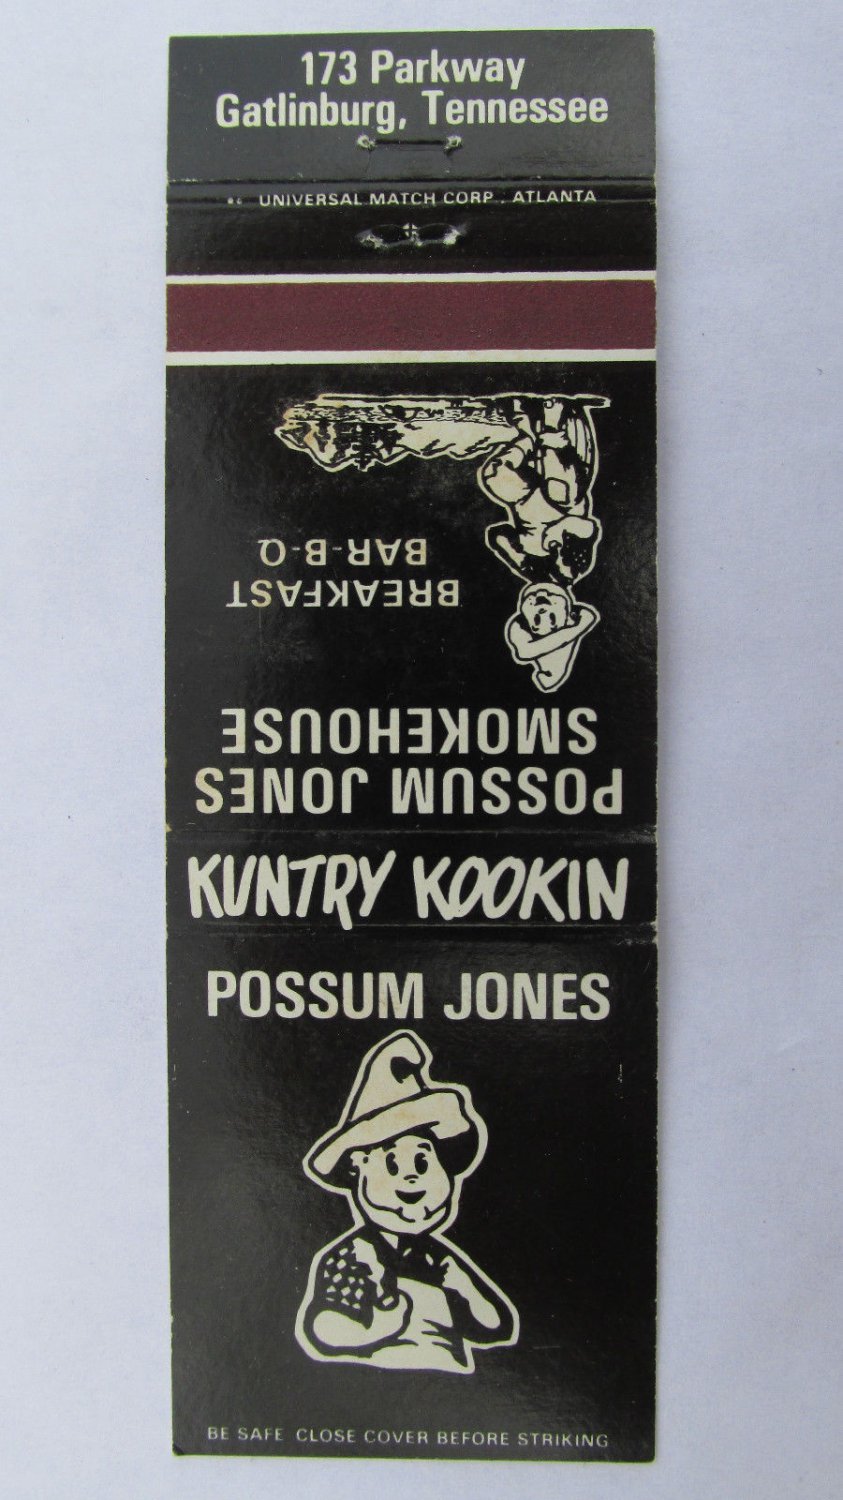 173 Parkway
Gatlinburg, Tennessee
UNIVERSAL MATCH CORP., ATLANTA
POSSUM JONES
SMOKEHOUSE
BREAKFAST
BAR-B-Q
KUNTRY KOOKIN
POSSUM JONES
BE SAFE CLOSE COVER BEFORE STRIKING